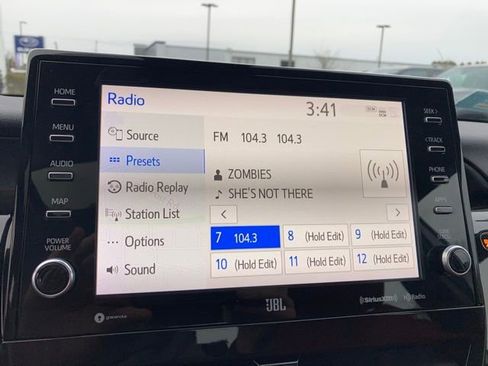 Radio
3:41
HOME
MENU
AUDIO
MAP
POWER
VOLUME
SEEK >
< TRACK
PHONE
APPS
Source
Presets
Radio Replay
Station List
Options
Sound
FM 104.3 104.3
ZOMBIES
SHE'S NOT THERE
7 104.3
8 (Hold Edit)
9 (Hold Edit)
10 (Hold Edit)
11 (Hold Edit)
12 (Hold Edit)
gracenote
JBL
SiriusXM
HD Radio